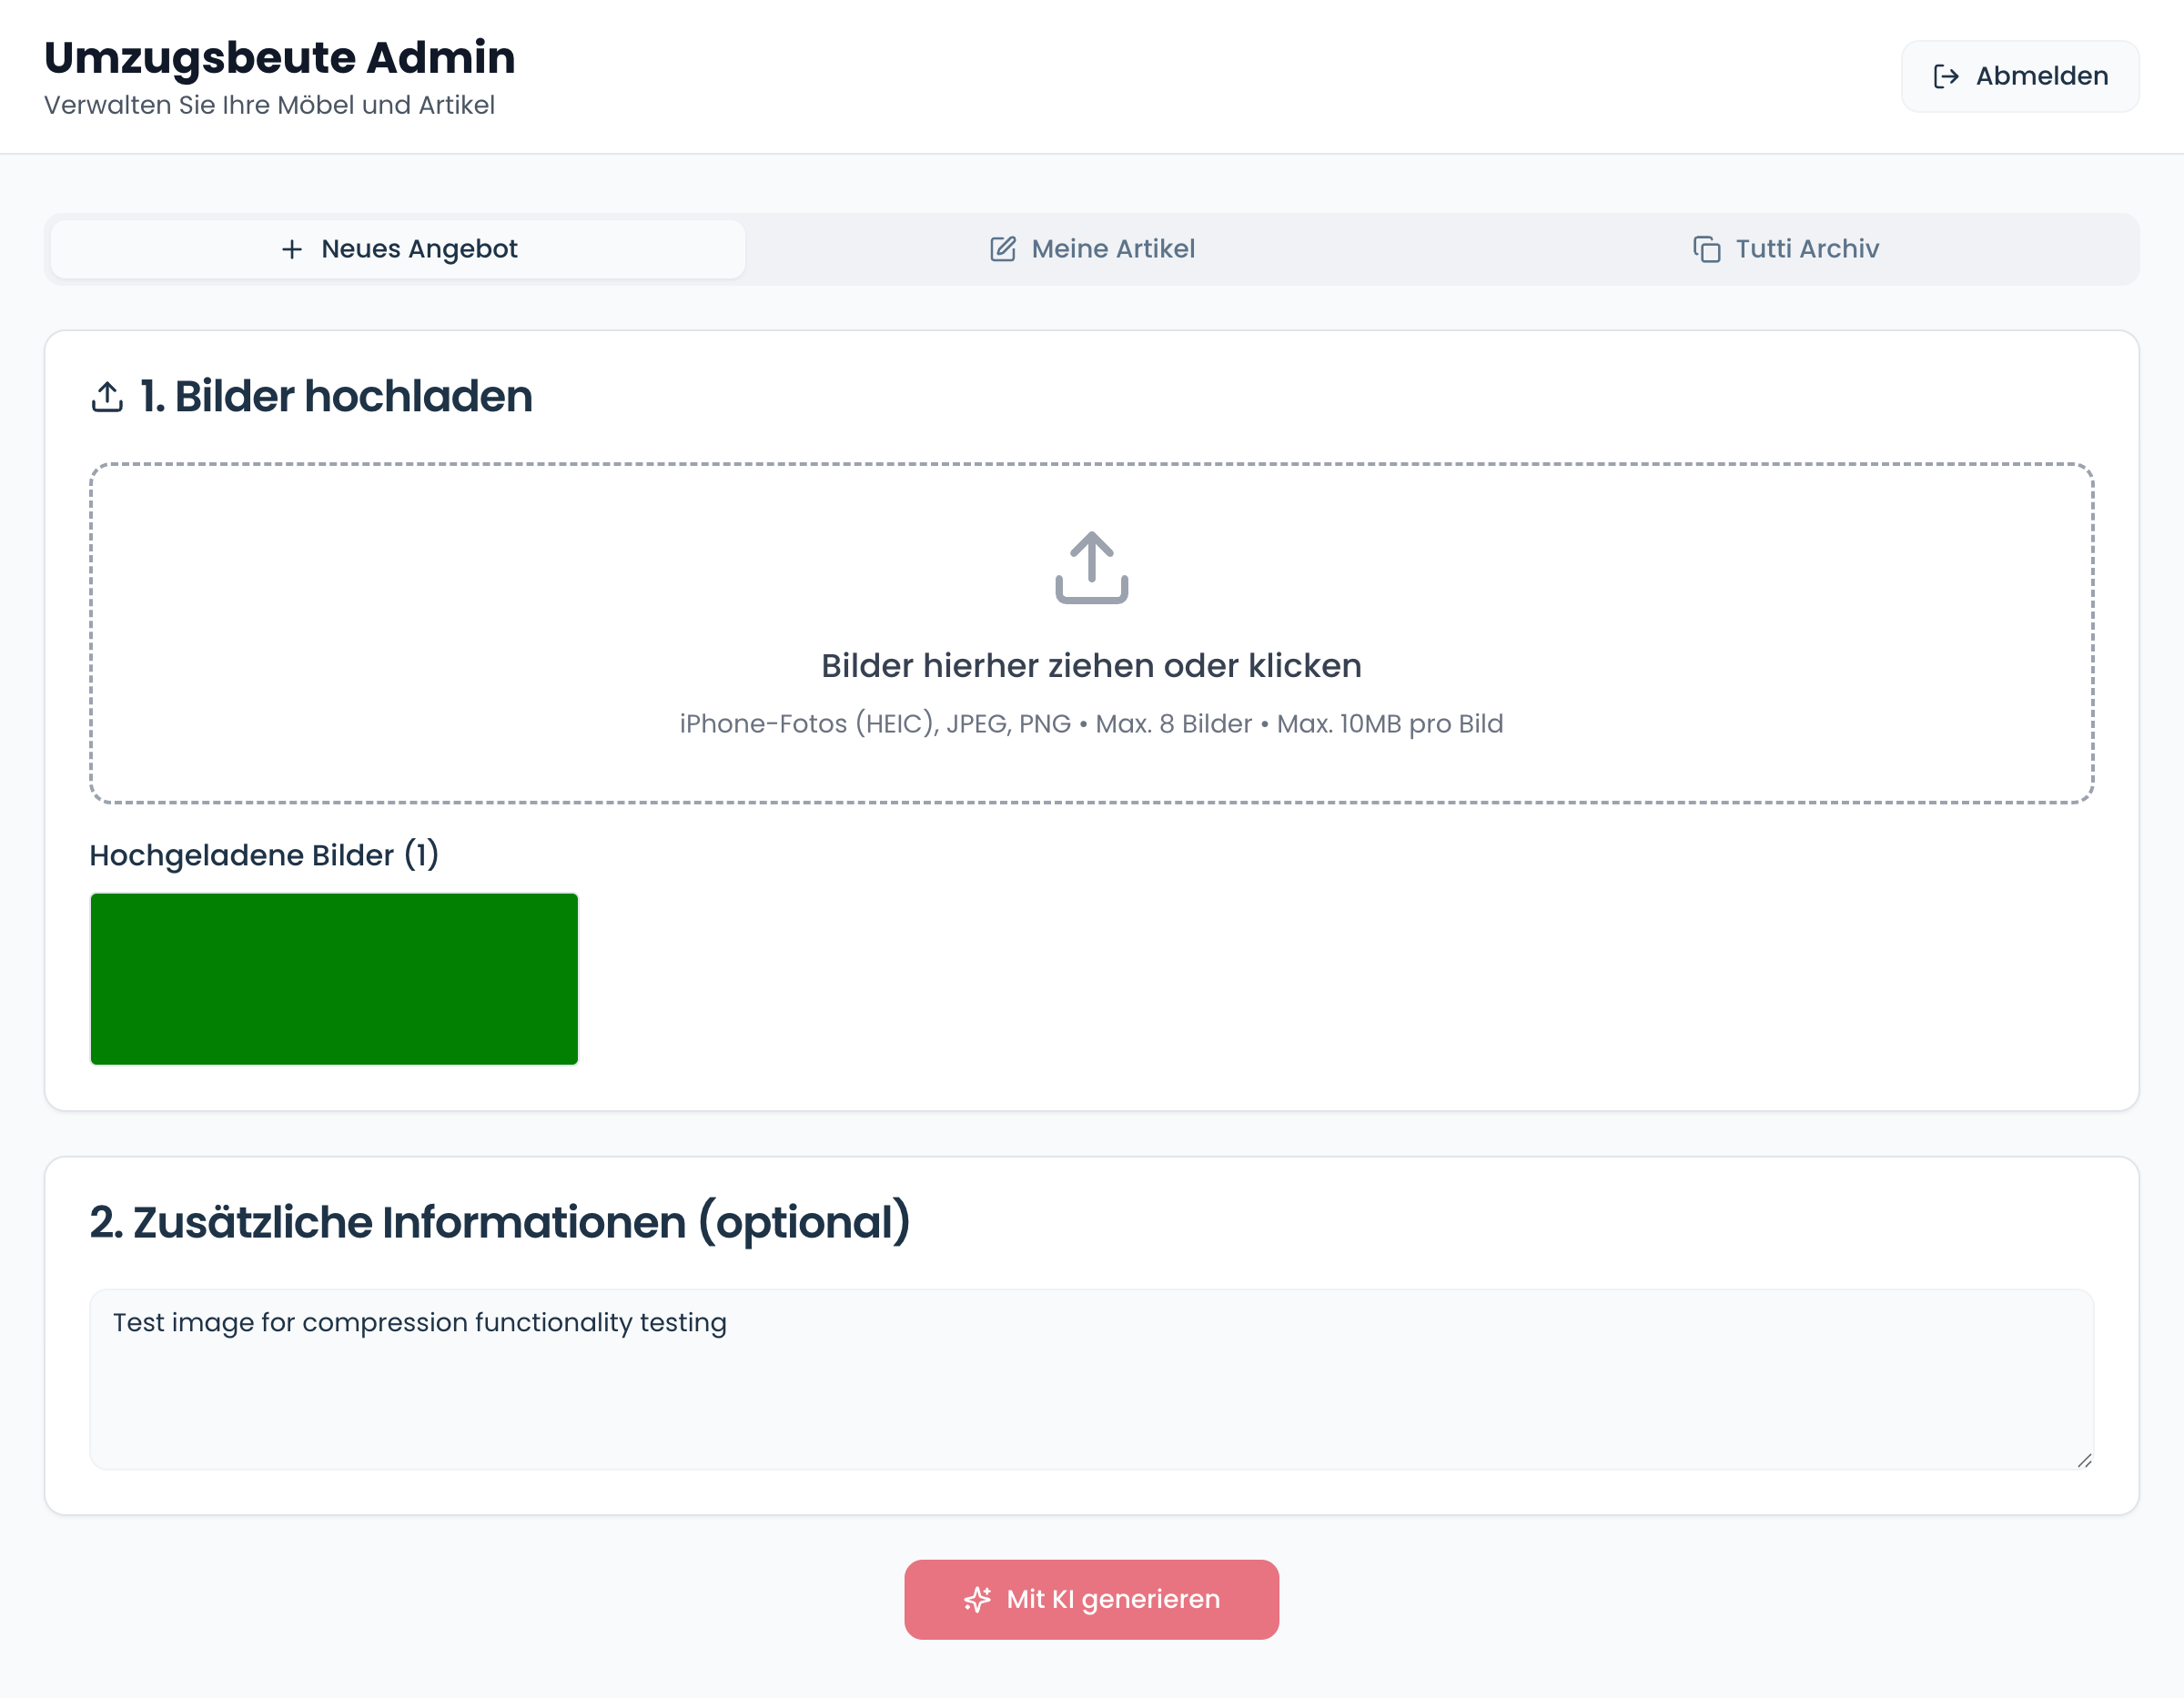 Umzugsbeute Admin
Verwalten Sie Ihre Möbel und Artikel
Abmelden
Neues Angebot
Meine Artikel
Tutti Archiv
1. Bilder hochladen
Bilder hierher ziehen oder klicken
iPhone-Fotos (HEIC), JPEG, PNG • Max. 8 Bilder • Max. 10MB pro Bild
Hochgeladene Bilder (1)
2. Zusätzliche Informationen (optional)
Test image for compression functionality testing
Mit KI generieren